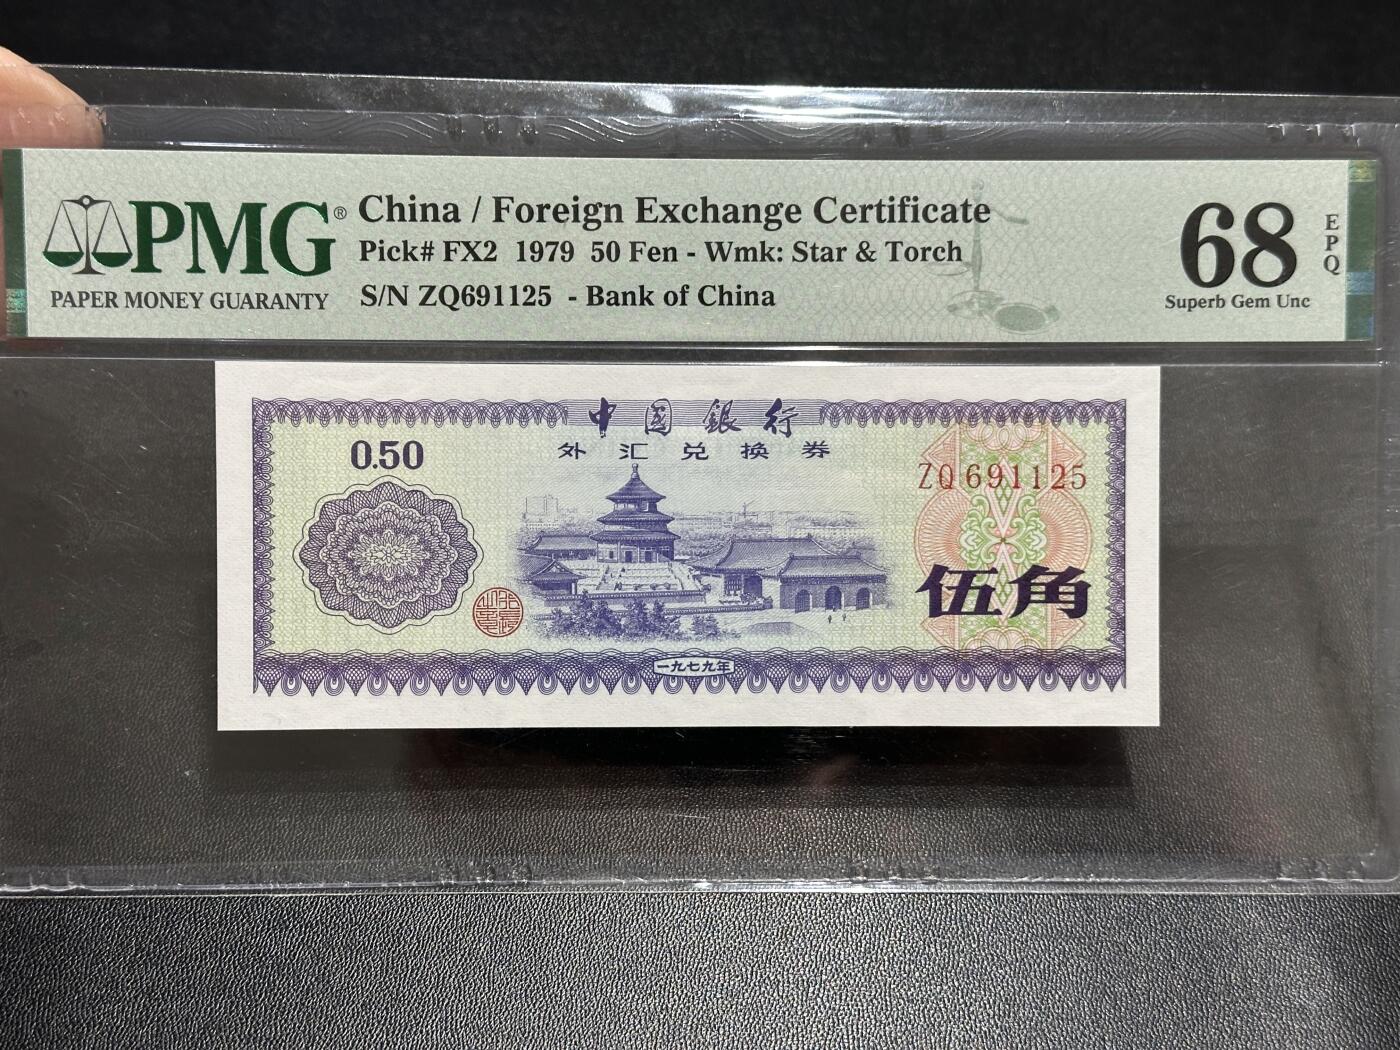 PMG®
PAPER MONEY GUARANTY
China / Foreign Exchange Certificate
Pick# FX2 1979 50 Fen - Wmk: Star & Torch
S/N ZQ691125 - Bank of China
68
EPQ
Superb Gem Unc
中國銀行
外汇兑换券
0.50
ZQ691125
伍角
一九七九年